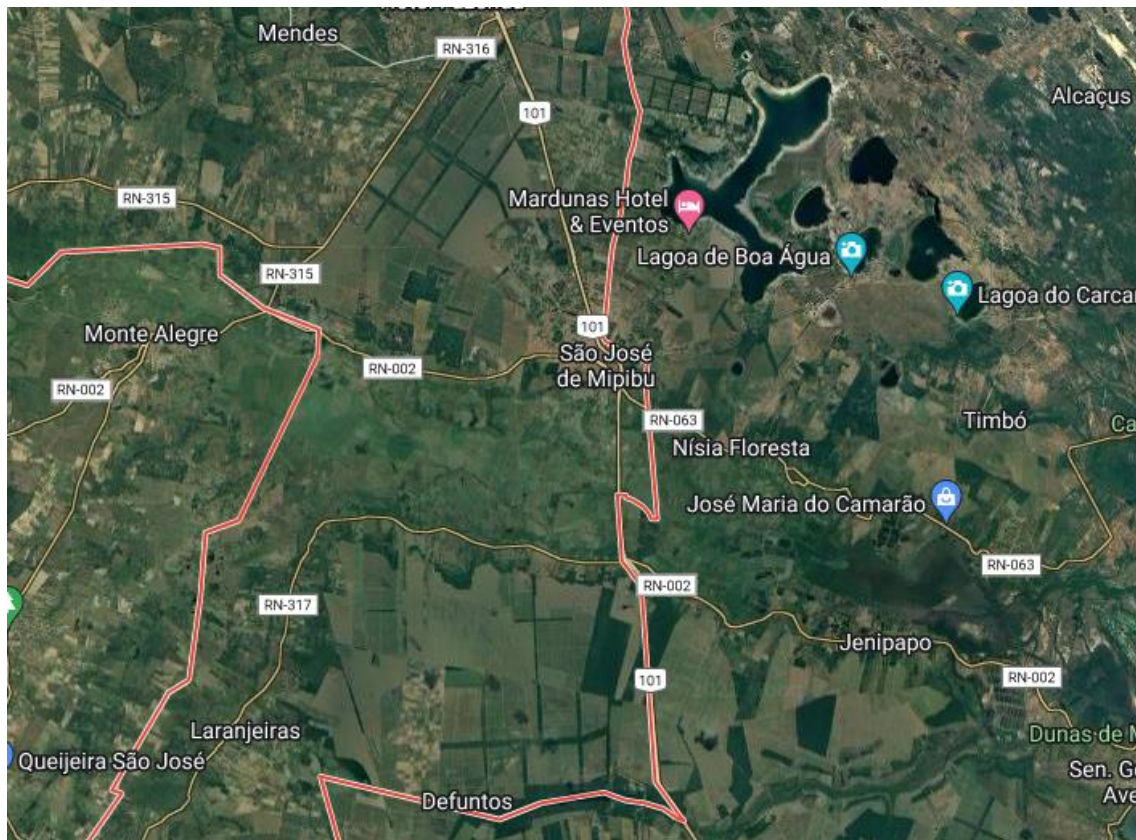 Mendes
RN-316
Alcaçus
101
RN-315
Mardunas Hotel
& Eventos
Lagoa de Boa Água
RN-315
Lagoa do Carcar
101
Monte Alegre
São José
de Mipibu
RN-002
RN-002
RN-063
Timbó
Ca
Nísia Floresta
José Maria do Camarão
RN-063
RN-002
RN-317
Jenipapo
101
RN-002
Laranjeiras
Dunas de M
Queijeira São José
Sen. Ge
Ave
Defuntos